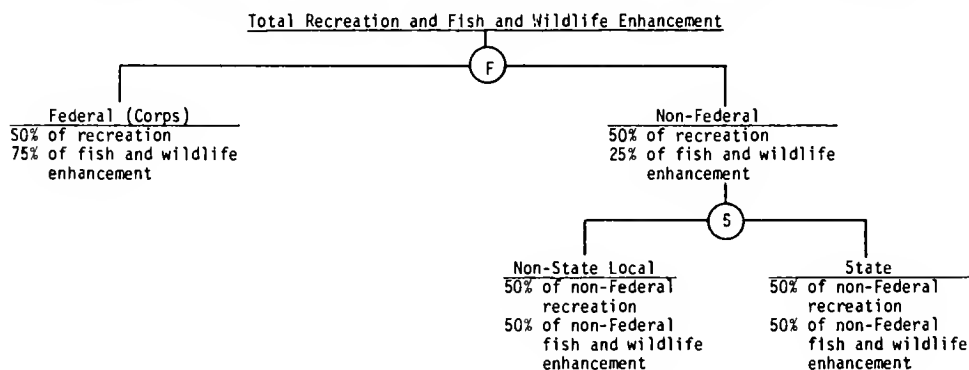 Total Recreation and Fish and Wildlife Enhancement
F
Federal (Corps)
S0% of recreation
75% of fish and wildlife
enhancement
Non-Federal
50% of recreation
25% of fish and wildlife
enhancement
5
Non-State Local
50% of non-Federal
recreation
50% of non-Federal
fish and wildlife
enhancement
State
50% of non-Federal
recreation
50% of non-Federal
fish and wildlife
enhancement